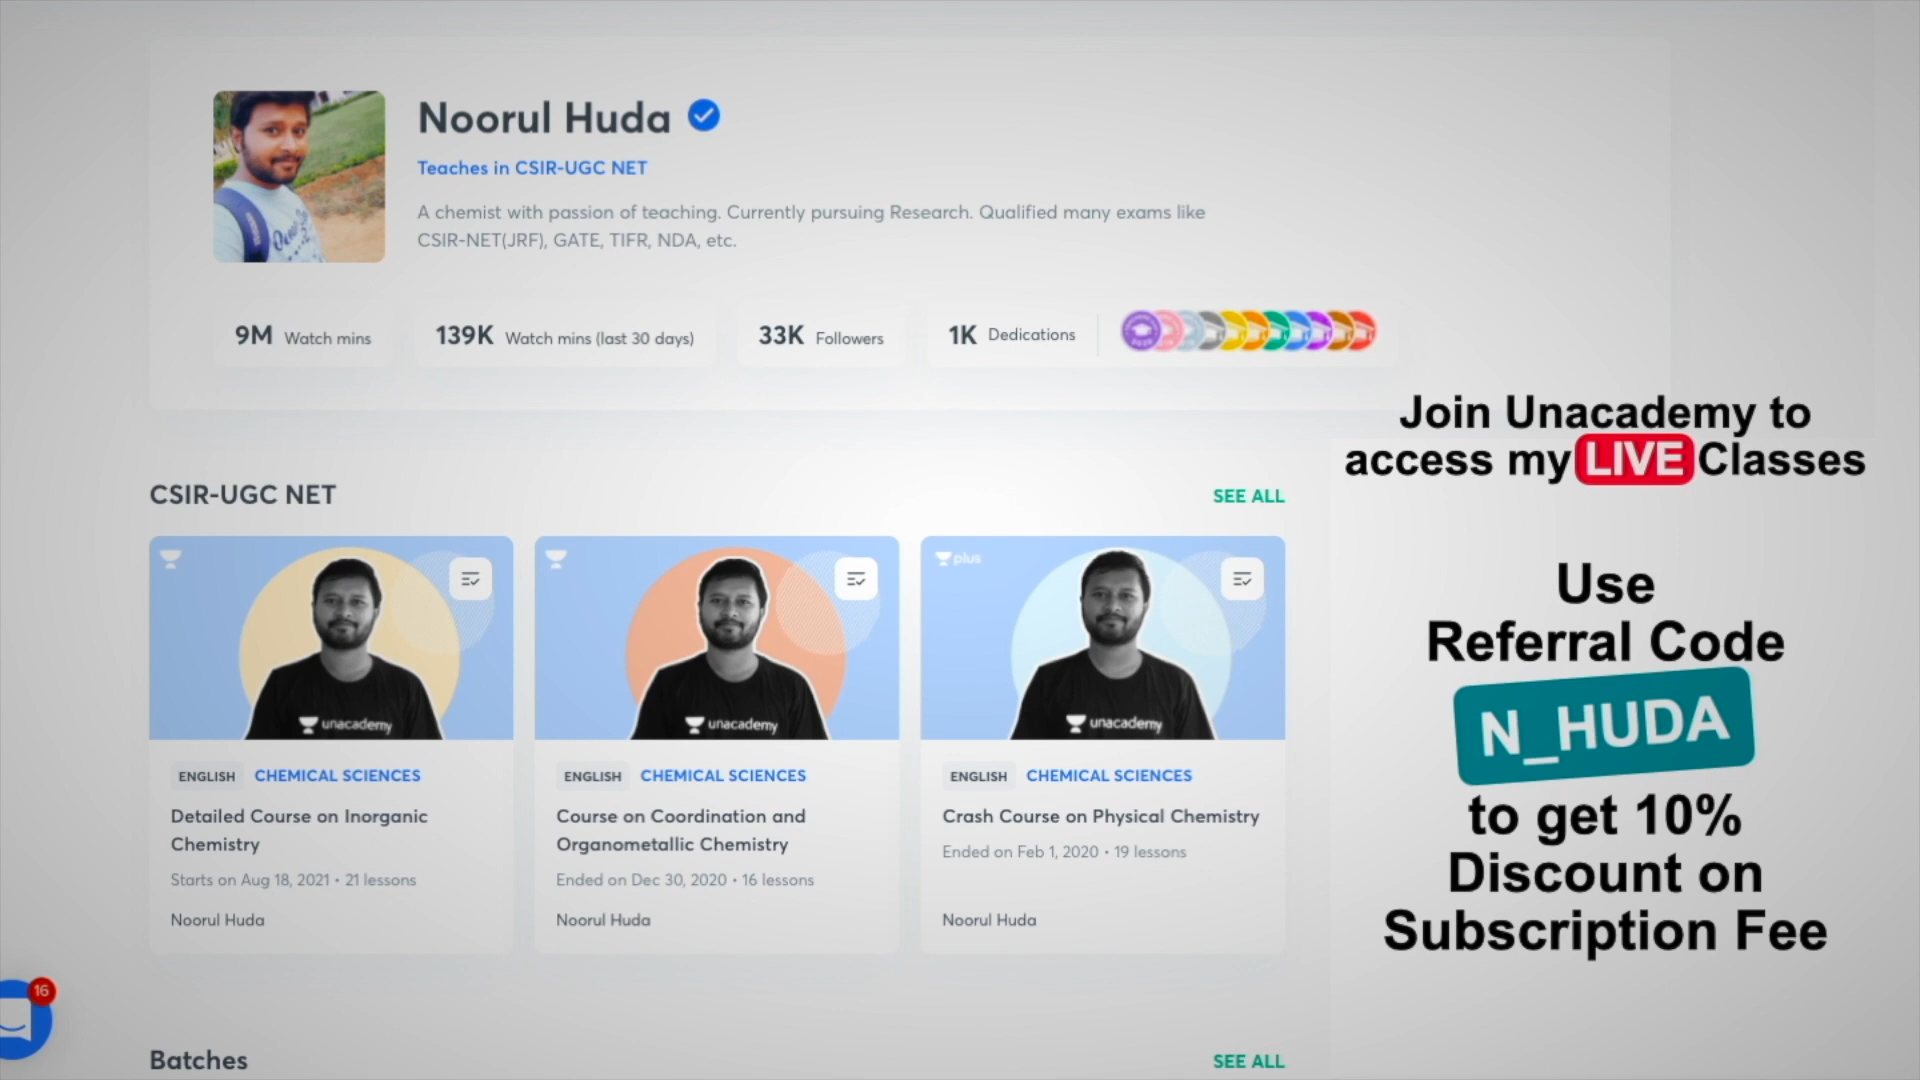 Noorul Huda
Teaches in CSIR-UGC NET
A chemist with passion of teaching. Currently pursuing Research. Qualified many exams like
CSIR-NET(JRF), GATE, TIFR, NDA, etc.
9M Watch mins
139K Watch mins (last 30 days)
33K Followers
1K Dedications
Join Unacademy to
access my LIVE Classes
CSIR-UGC NET
SEE ALL
unacademy
ENGLISH CHEMICAL SCIENCES
Detailed Course on Inorganic
Chemistry
Starts on Aug 18, 2021 • 21 lessons
Noorul Huda
unacademy
ENGLISH CHEMICAL SCIENCES
Course on Coordination and
Organometallic Chemistry
Ended on Dec 30, 2020 • 16 lessons
Noorul Huda
plus
unacademy
ENGLISH CHEMICAL SCIENCES
Crash Course on Physical Chemistry
Ended on Feb 1, 2020 • 19 lessons
Noorul Huda
Use
Referral Code
N_HUDA
to get 10%
Discount on
Subscription Fee
16
Batches
SEE ALL